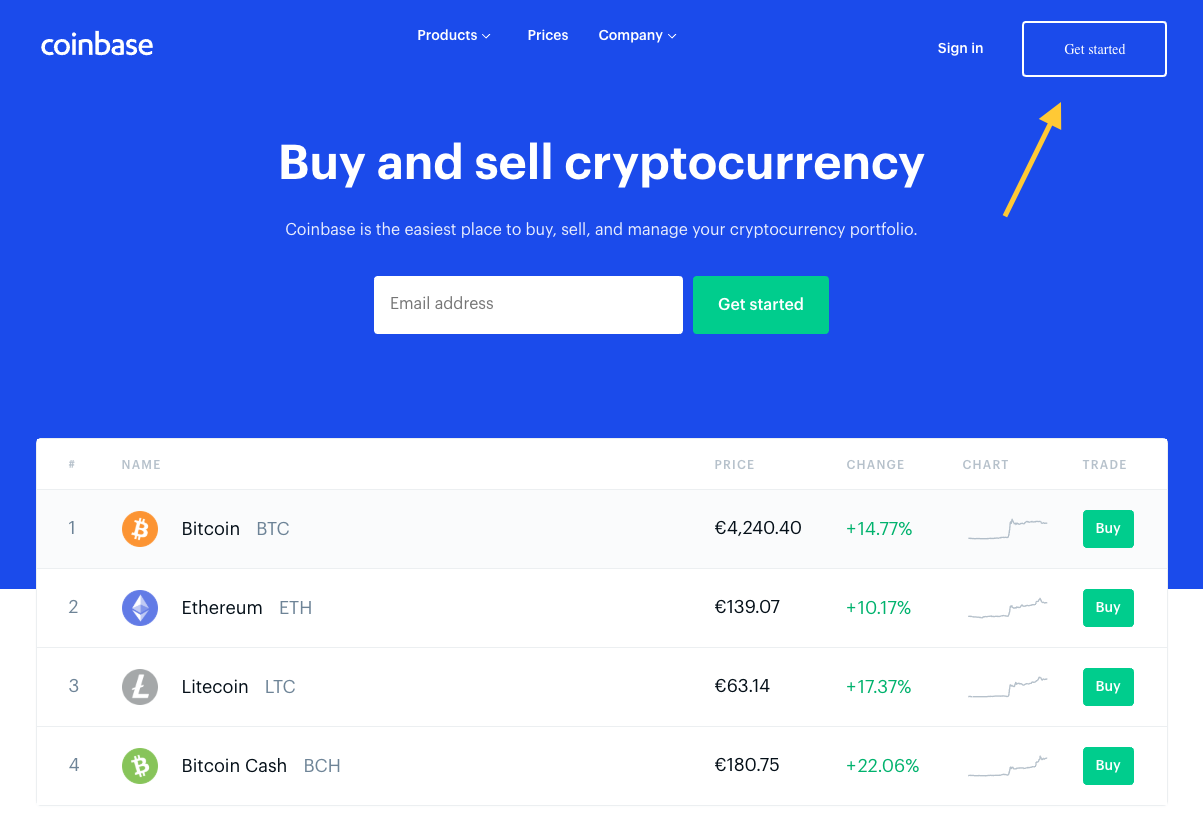 coinbase Products Prices Company Sign in Get started
Buy and sell cryptocurrency
Coinbase is the easiest place to buy, sell, and manage your cryptocurrency portfolio.
Email address Get started
# NAME PRICE CHANGE CHART TRADE
1 Bitcoin BTC €4,240.40 +14.77% Buy
2 Ethereum ETH €139.07 +10.17% Buy
3 Litecoin LTC €63.14 +17.37% Buy
4 Bitcoin Cash BCH €180.75 +22.06% Buy